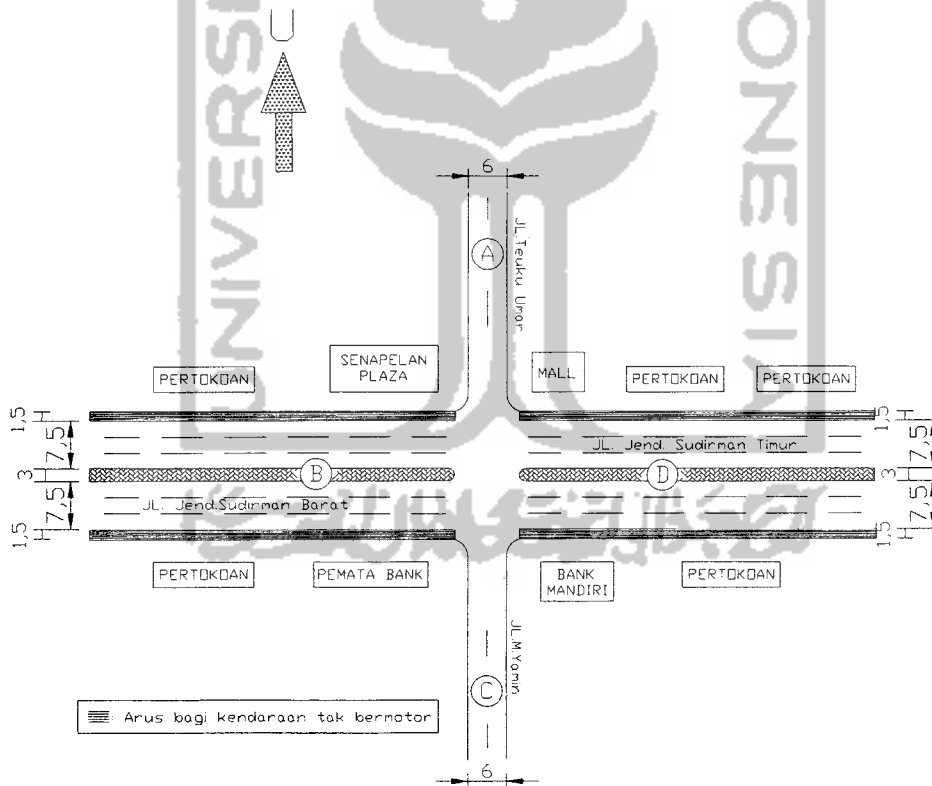 UNIVERSI
ONESIA
U
6
JL.Teuku Umar
A
SENAPELAN
PLAZA
PERTOKOAN
MALL
PERTOKOAN
PERTOKOAN
1,5
7,5
3
7,5
1,5
JL. Jend. Sudirman Timur
B
D
JL. Jend.Sudirman Barat
1,5
7,5
3
7,5
1,5
PERTOKOAN
PEMATA BANK
BANK
MANDIRI
PERTOKOAN
JL.M.Yamin
C
Arus bagi kendaraan tak bermotor
6